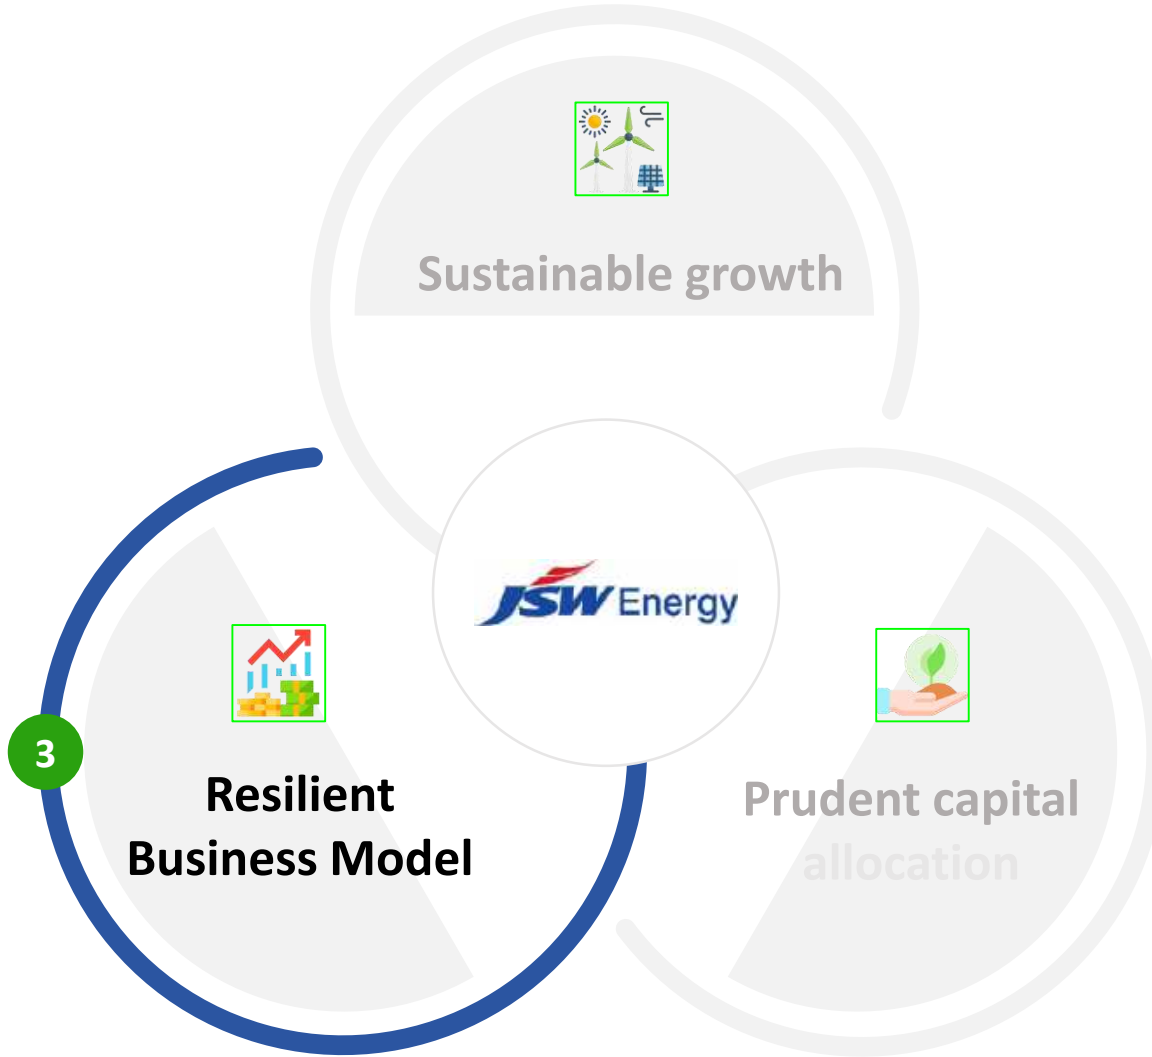 Sustainable growth
JSW Energy
3
Resilient
Business Model
Prudent capital
allocation